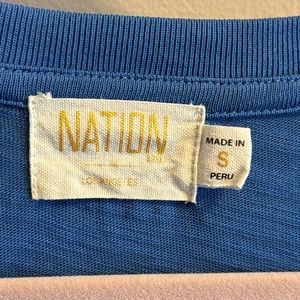 NATION
LTD
LOS ANGELES
MADE IN
S
PERU